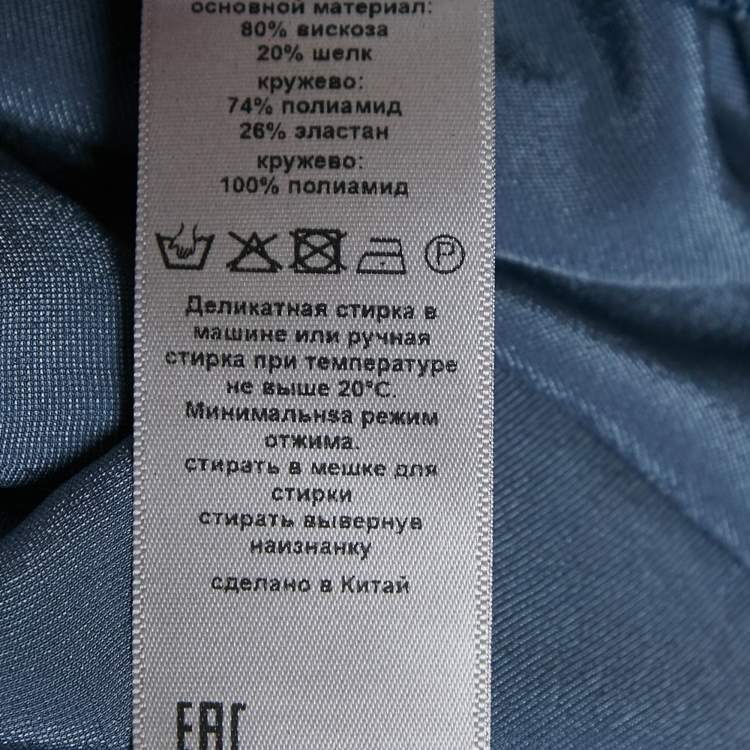 основной материал:
80% вискоза
20% шелк
кружево:
74% полиамид
26% эластан
кружево:
100% полиамид
P
Деликатная стирка в
машине или ручная
стирка при температуре
не выше 20°C.
Минимальнsа режим
отжима.
стирать в мешке для
стирки
стирать вывернув
наизнанку
сделано в Китай
EAC